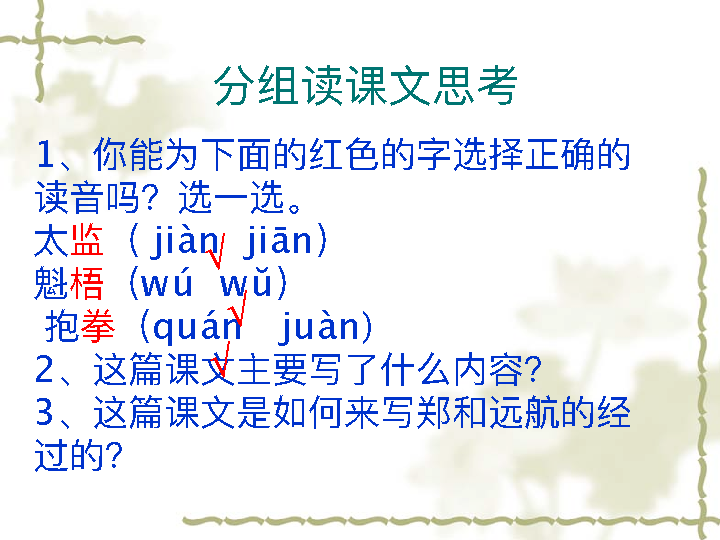 分组读课文思考
1、你能为下面的红色的字选择正确的
读音吗？选一选。
太监（ jiàn  jiān）
魁梧（wú  wǔ）
抱拳（quán   juàn）
2、这篇课文主要写了什么内容？
3、这篇课文是如何来写郑和远航的经
过的？